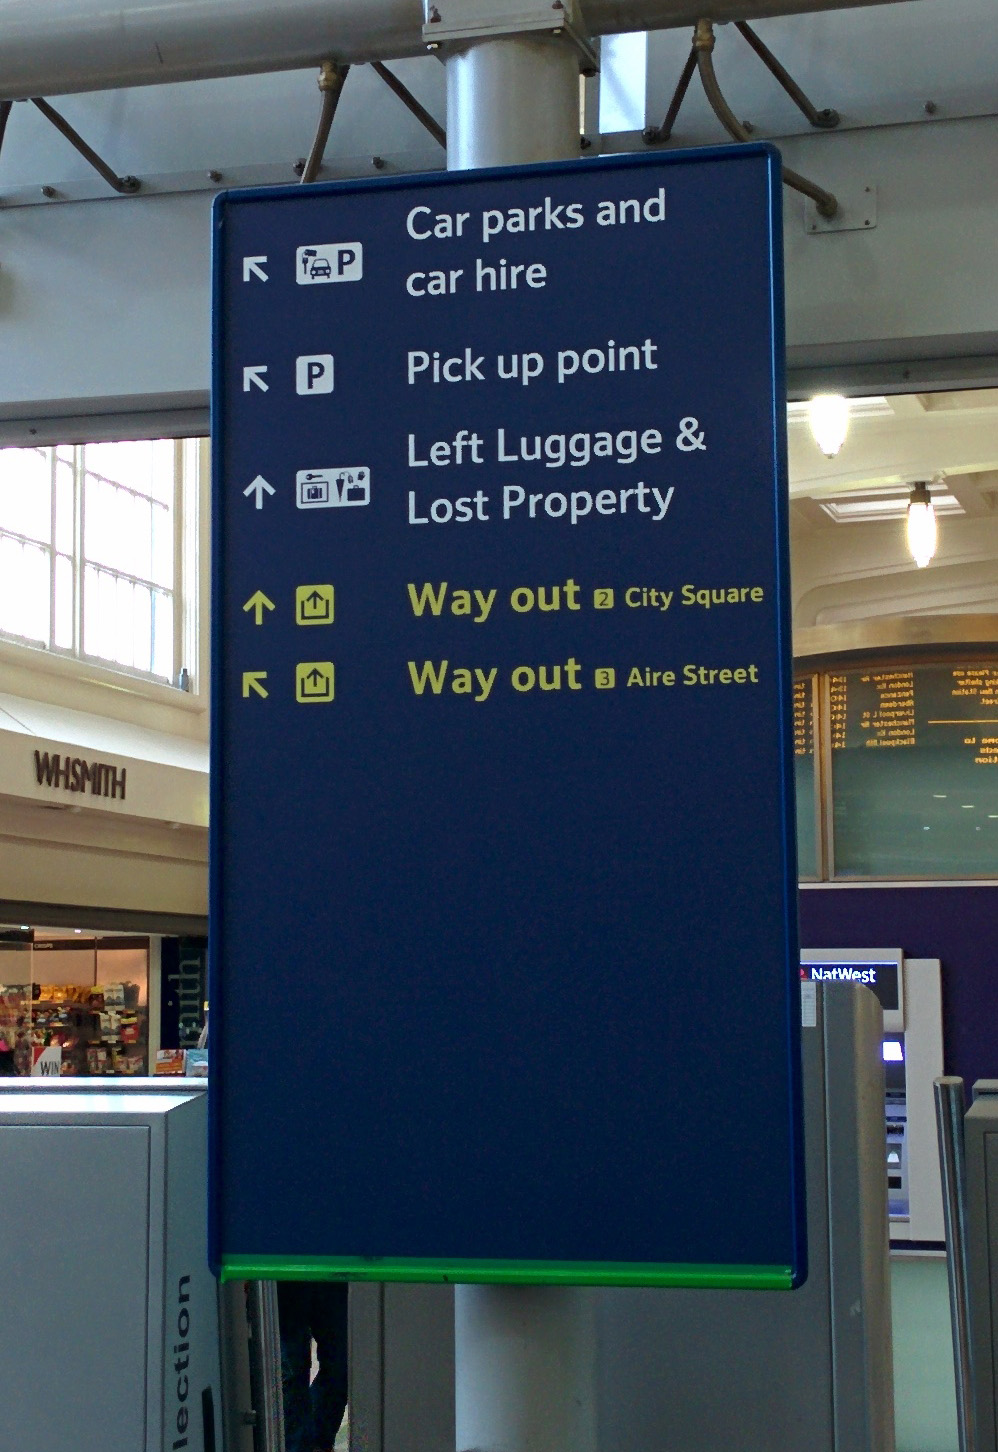 Car parks and
car hire
P
Pick up point
P
Left Luggage &
Lost Property
Way out 2 City Square
Way out 3 Aire Street
WHSMITH
NatWest
WIN